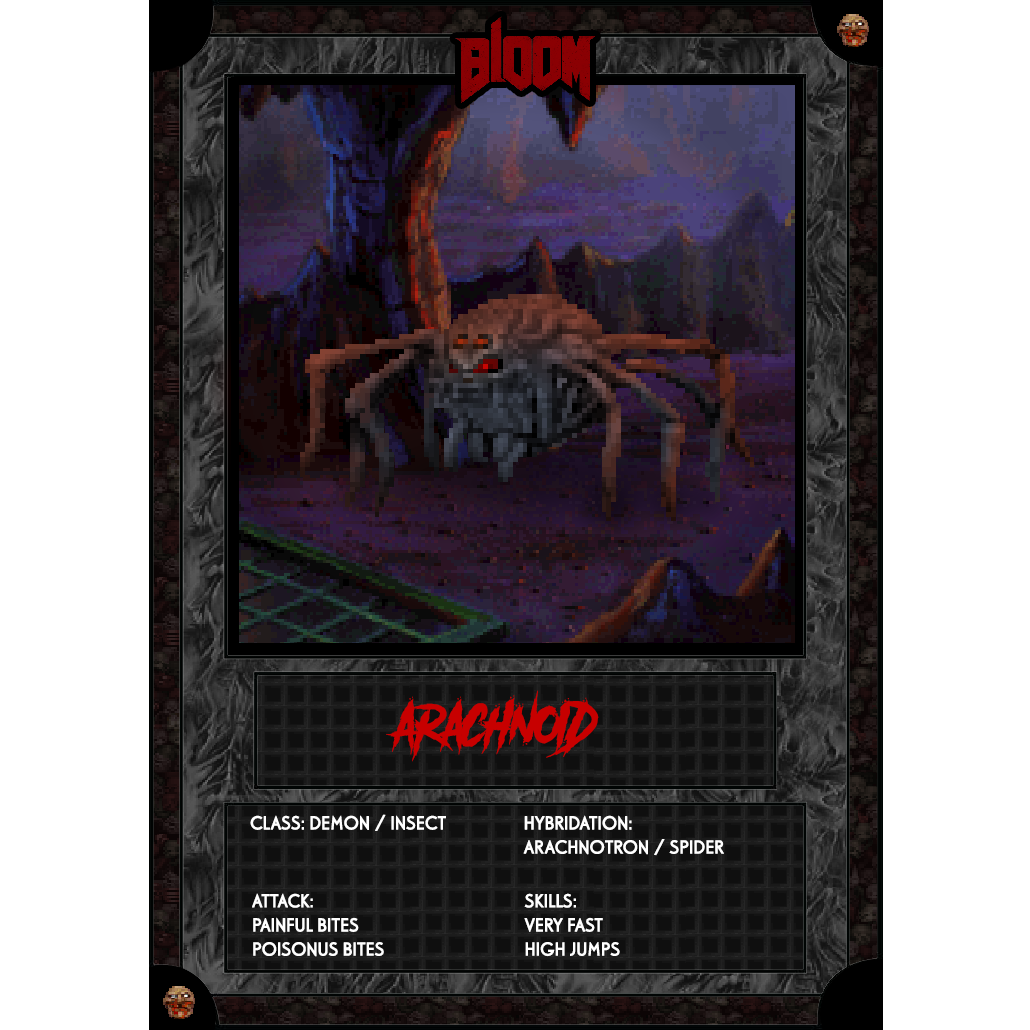 BLOOM
ARACHNOID
CLASS: DEMON / INSECT
HYBRIDATION:
ARACHNOTRON / SPIDER
ATTACK:
PAINFUL BITES
POISONUS BITES
SKILLS:
VERY FAST
HIGH JUMPS